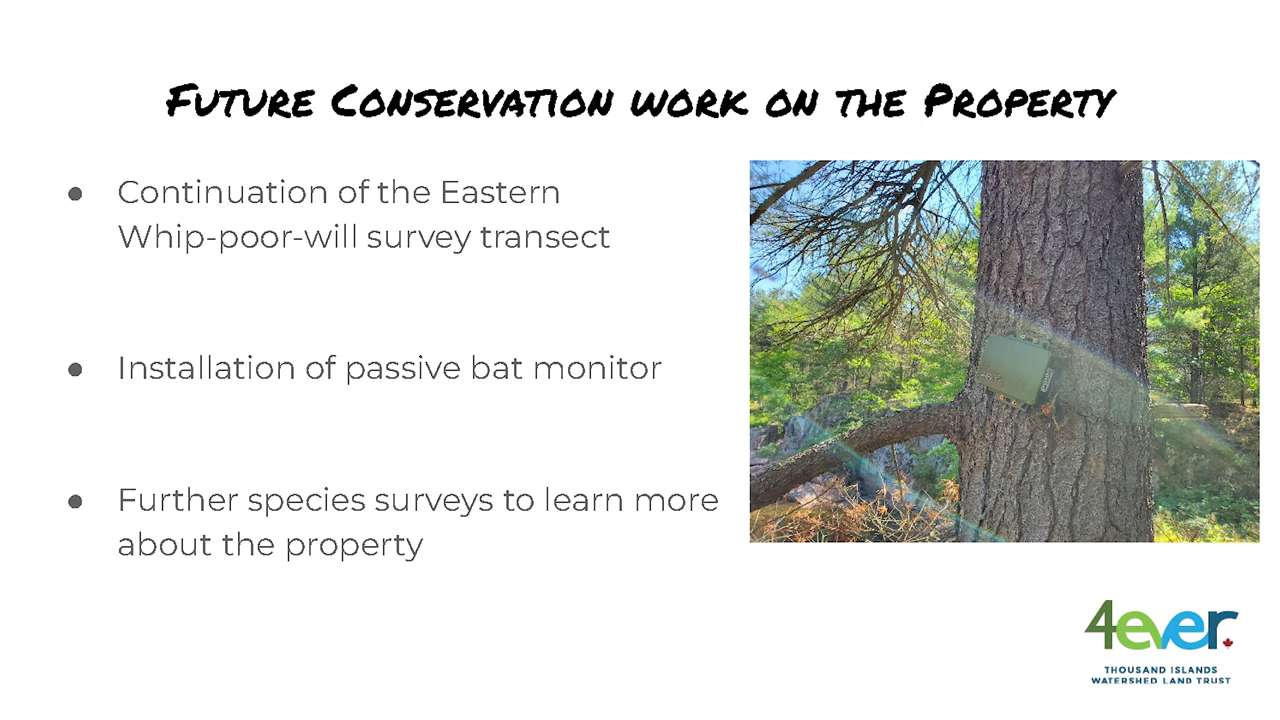 Future Conservation work on the Property
● Continuation of the Eastern
Whip-poor-will survey transect
● Installation of passive bat monitor
● Further species surveys to learn more
about the property
4ever.
THOUSAND ISLANDS
WATERSHED LAND TRUST